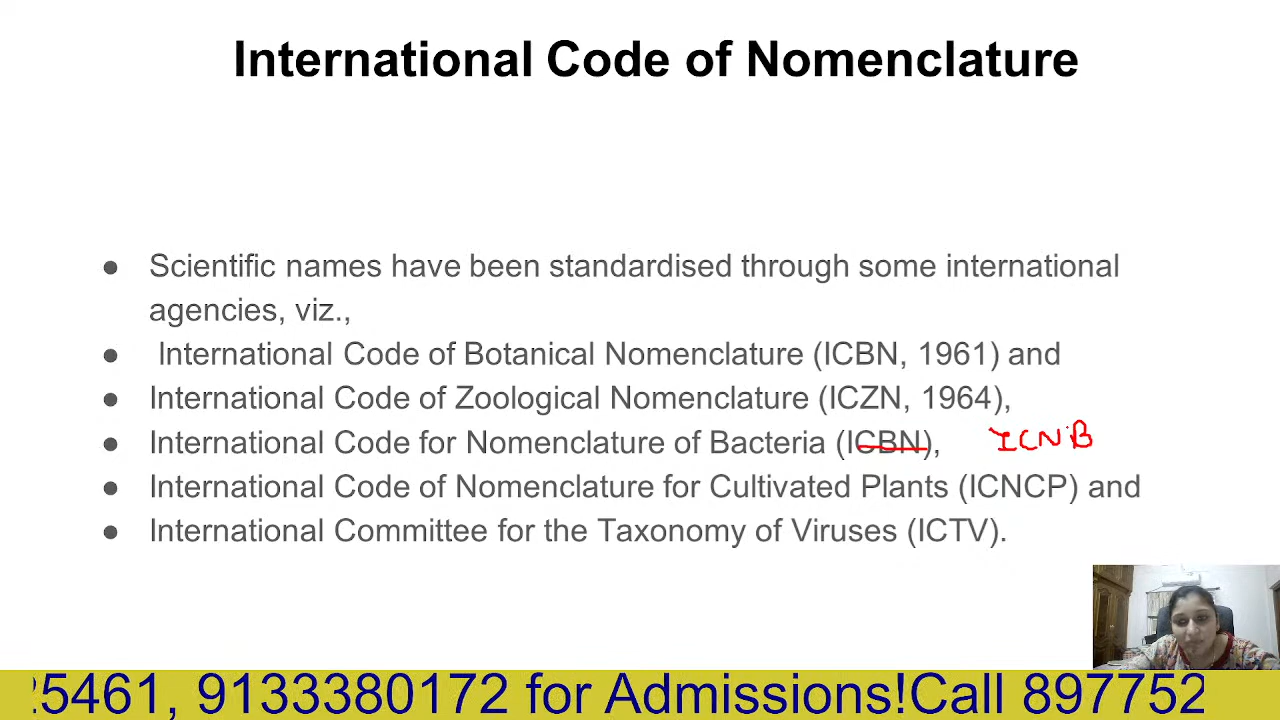 International Code of Nomenclature
● Scientific names have been standardised through some international
agencies, viz.,
● International Code of Botanical Nomenclature (ICBN, 1961) and
● International Code of Zoological Nomenclature (ICZN, 1964),
● International Code for Nomenclature of Bacteria (ICBN), ICNB
● International Code of Nomenclature for Cultivated Plants (ICNCP) and
● International Committee for the Taxonomy of Viruses (ICTV).
25461, 9133380172 for Admissions!Call 897752